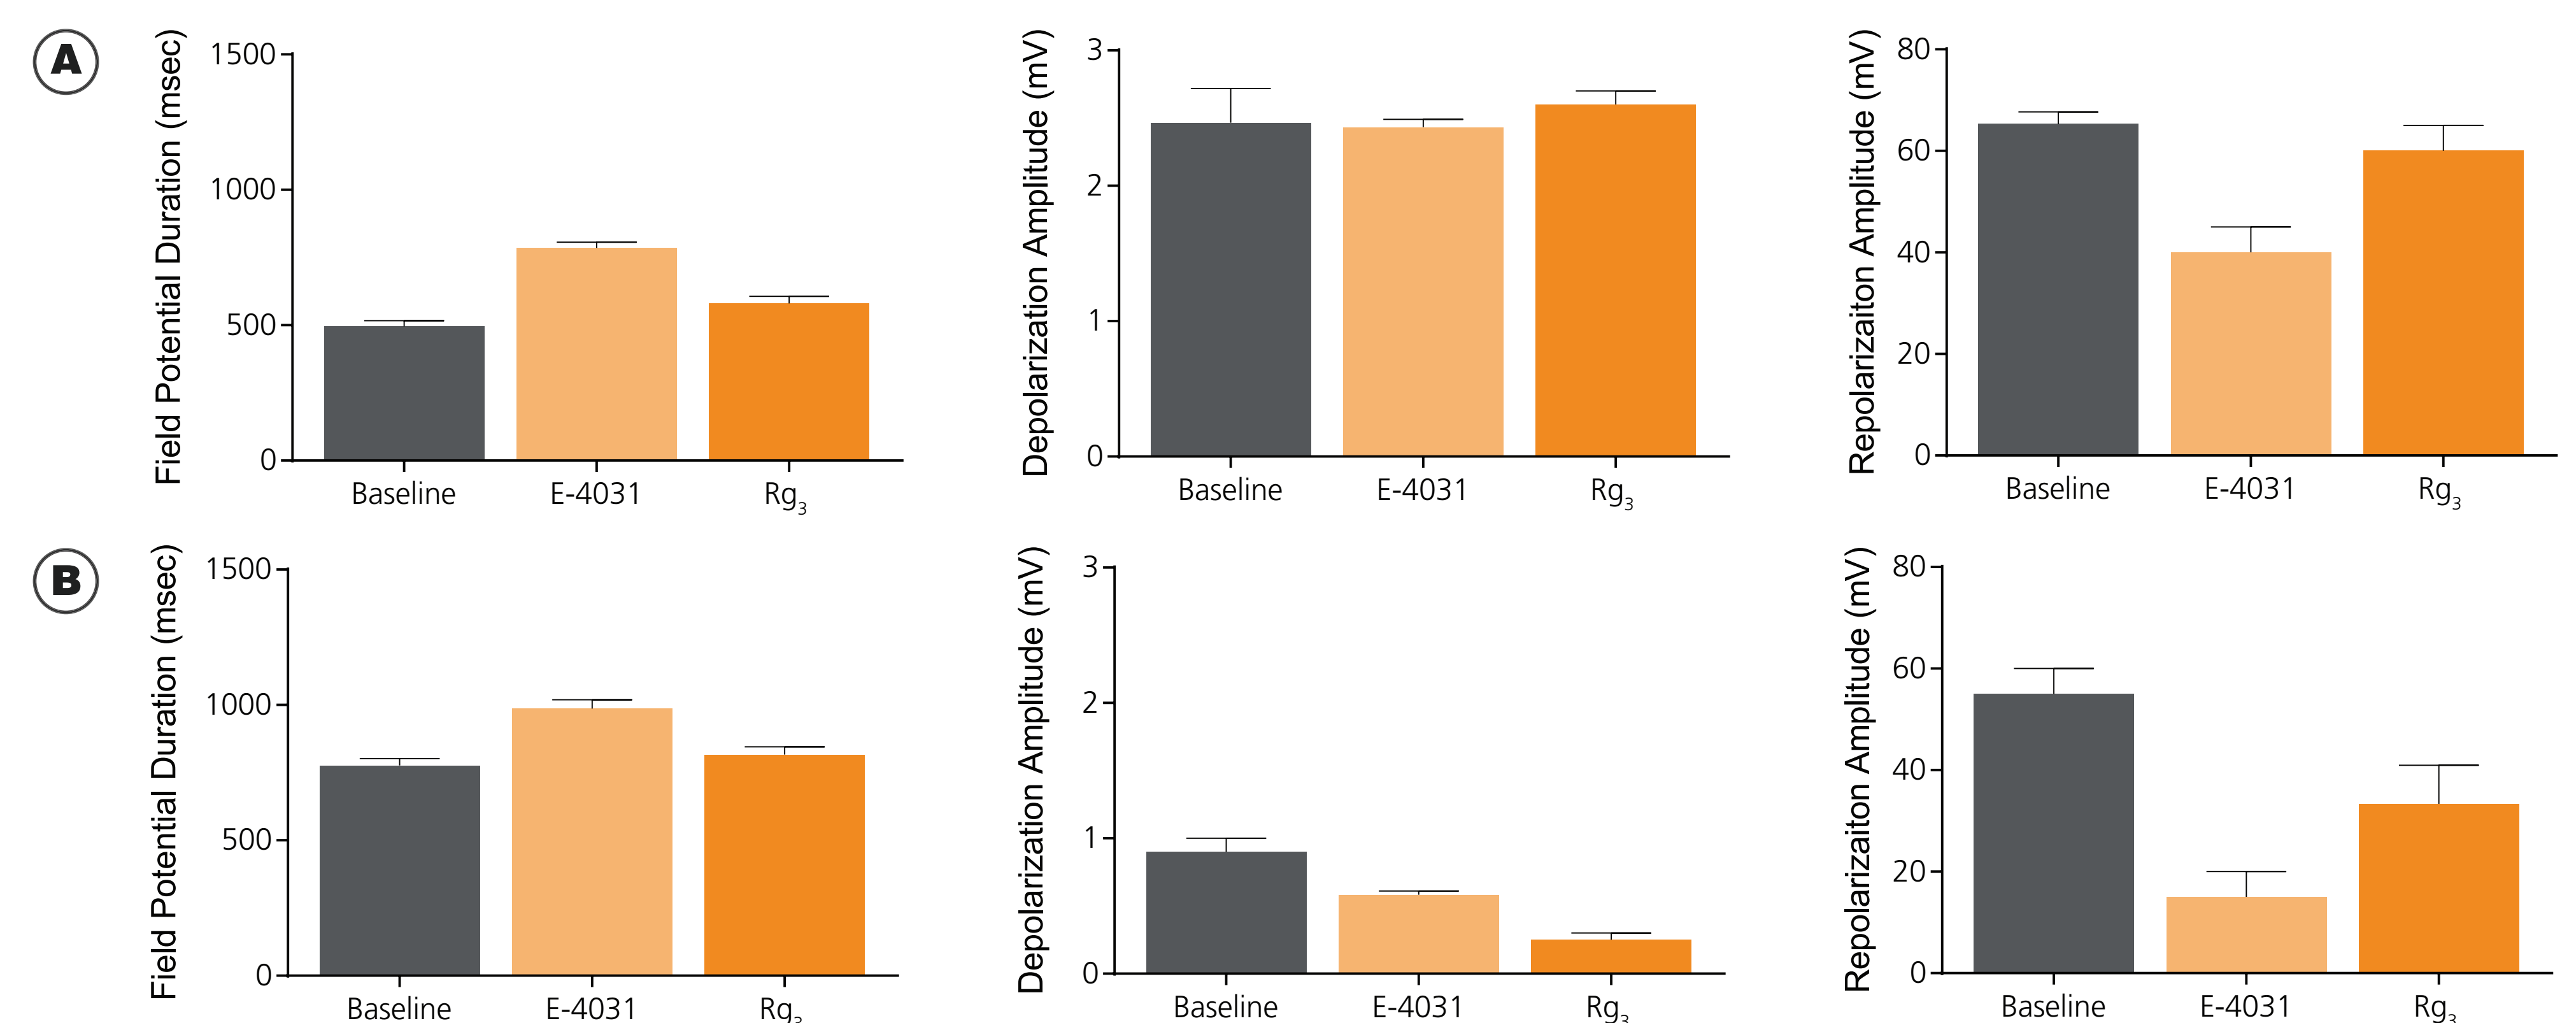 A
Field Potential Duration (msec)
1500
1000
500
0
Baseline E-4031 Rg3
Depolarization Amplitude (mV)
3
2
1
0
Baseline E-4031 Rg3
Repolarizaiton Amplitude (mV)
80
60
40
20
0
Baseline E-4031 Rg3
B
Field Potential Duration (msec)
1500
1000
500
0
Baseline E-4031 Rg3
Depolarization Amplitude (mV)
3
2
1
0
Baseline E-4031 Rg3
Repolarizaiton Amplitude (mV)
80
60
40
20
0
Baseline E-4031 Rg3